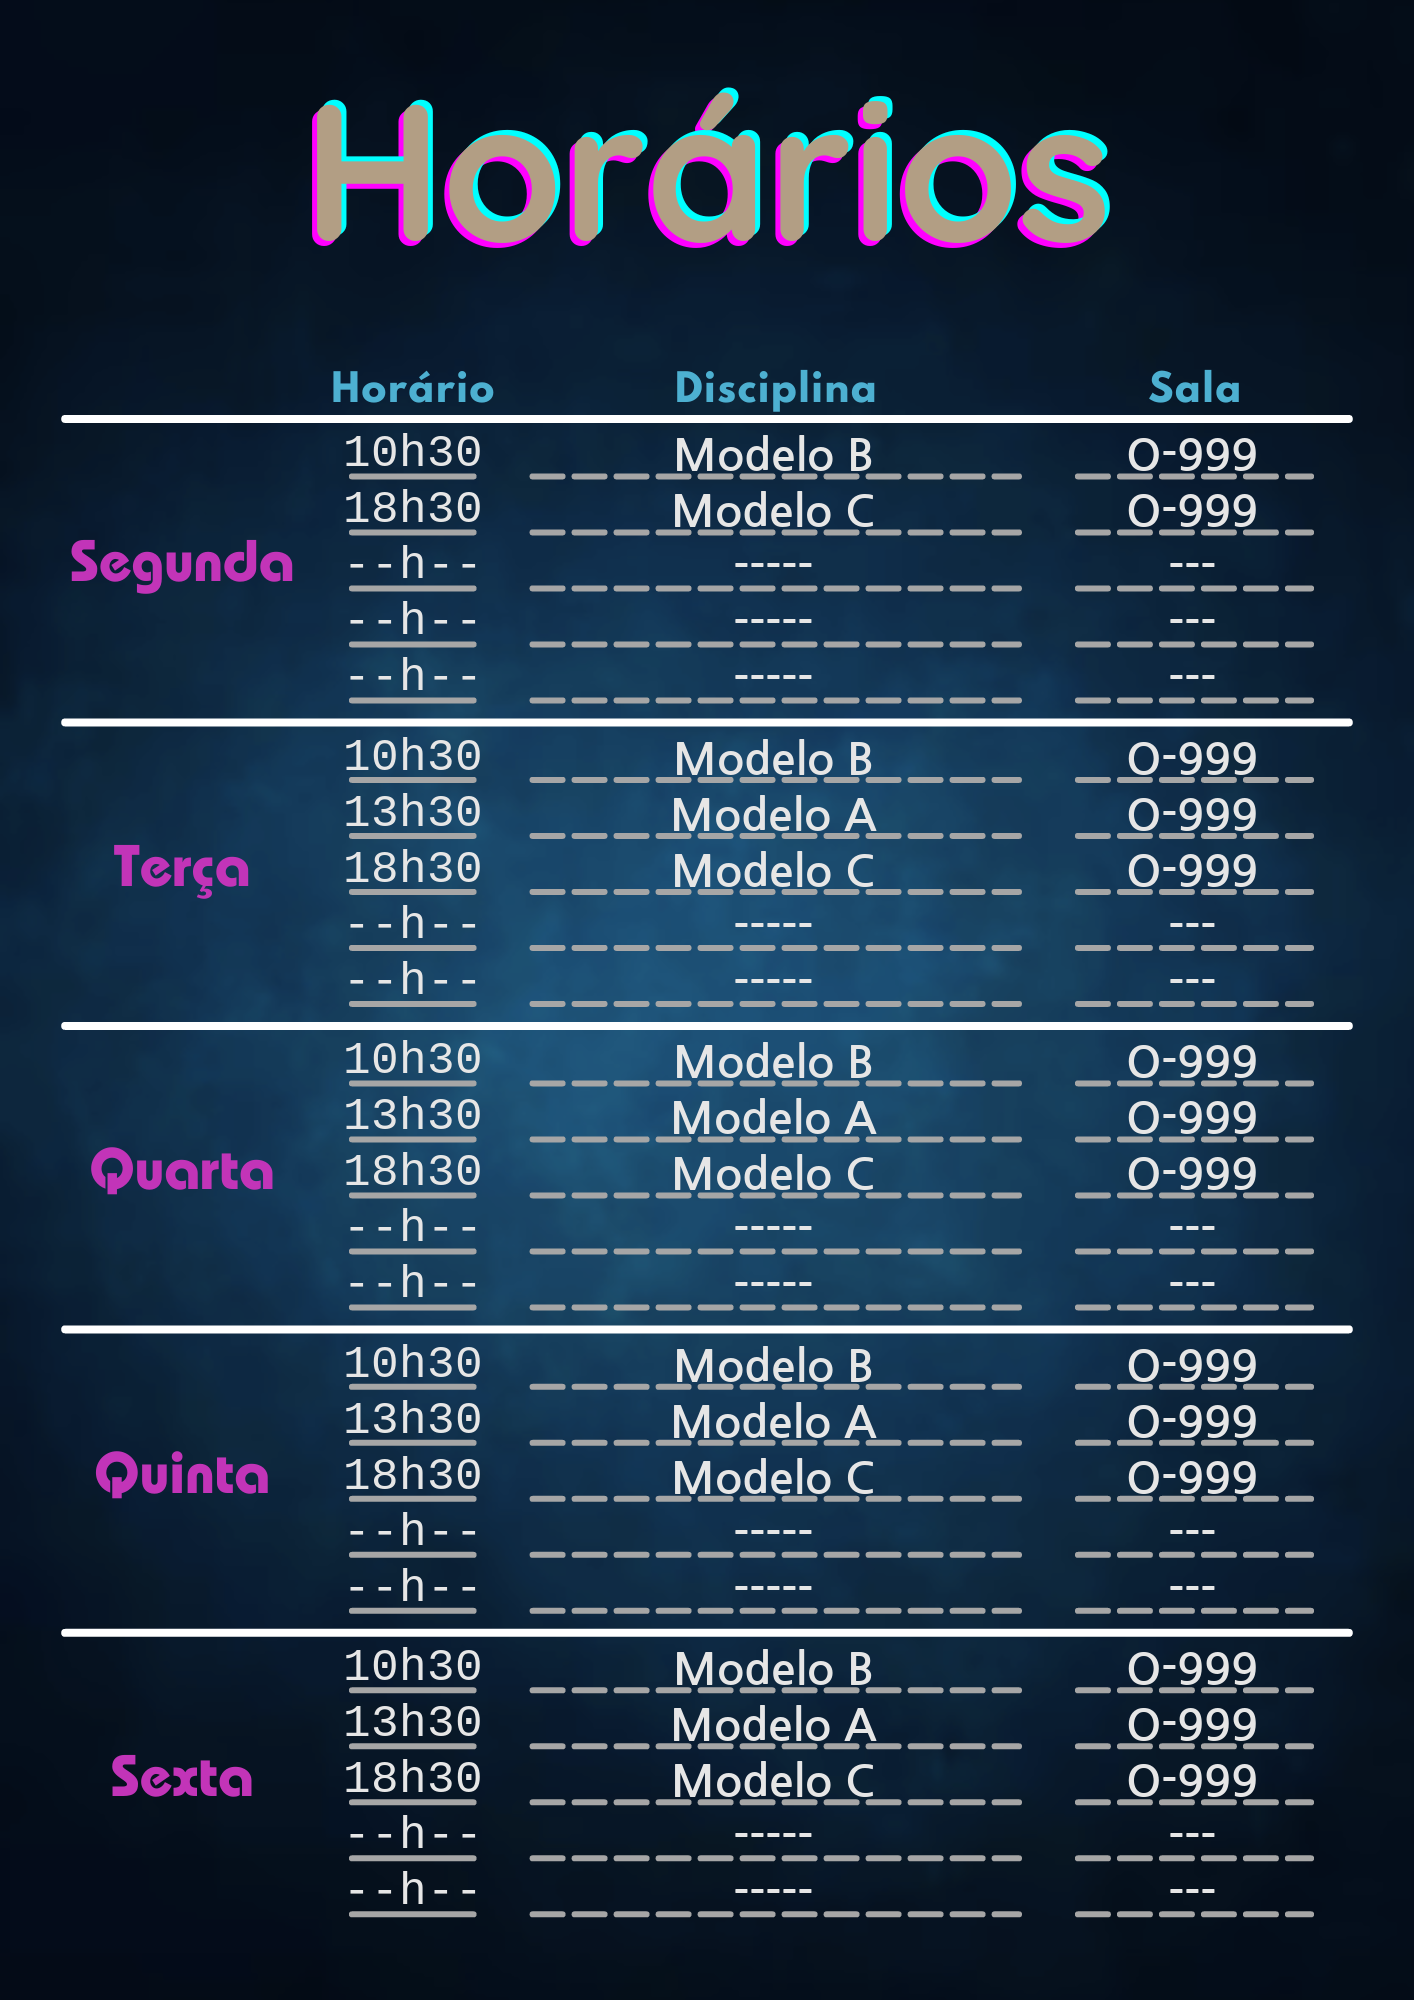 Horários
Horário Disciplina Sala
Segunda
10h30 Modelo B O-999
18h30 Modelo C O-999
--h-- ----- ---
--h-- ----- ---
--h-- ----- ---
Terça
10h30 Modelo B O-999
13h30 Modelo A O-999
18h30 Modelo C O-999
--h-- ----- ---
--h-- ----- ---
Quarta
10h30 Modelo B O-999
13h30 Modelo A O-999
18h30 Modelo C O-999
--h-- ----- ---
--h-- ----- ---
Quinta
10h30 Modelo B O-999
13h30 Modelo A O-999
18h30 Modelo C O-999
--h-- ----- ---
--h-- ----- ---
Sexta
10h30 Modelo B O-999
13h30 Modelo A O-999
18h30 Modelo C O-999
--h-- ----- ---
--h-- ----- ---